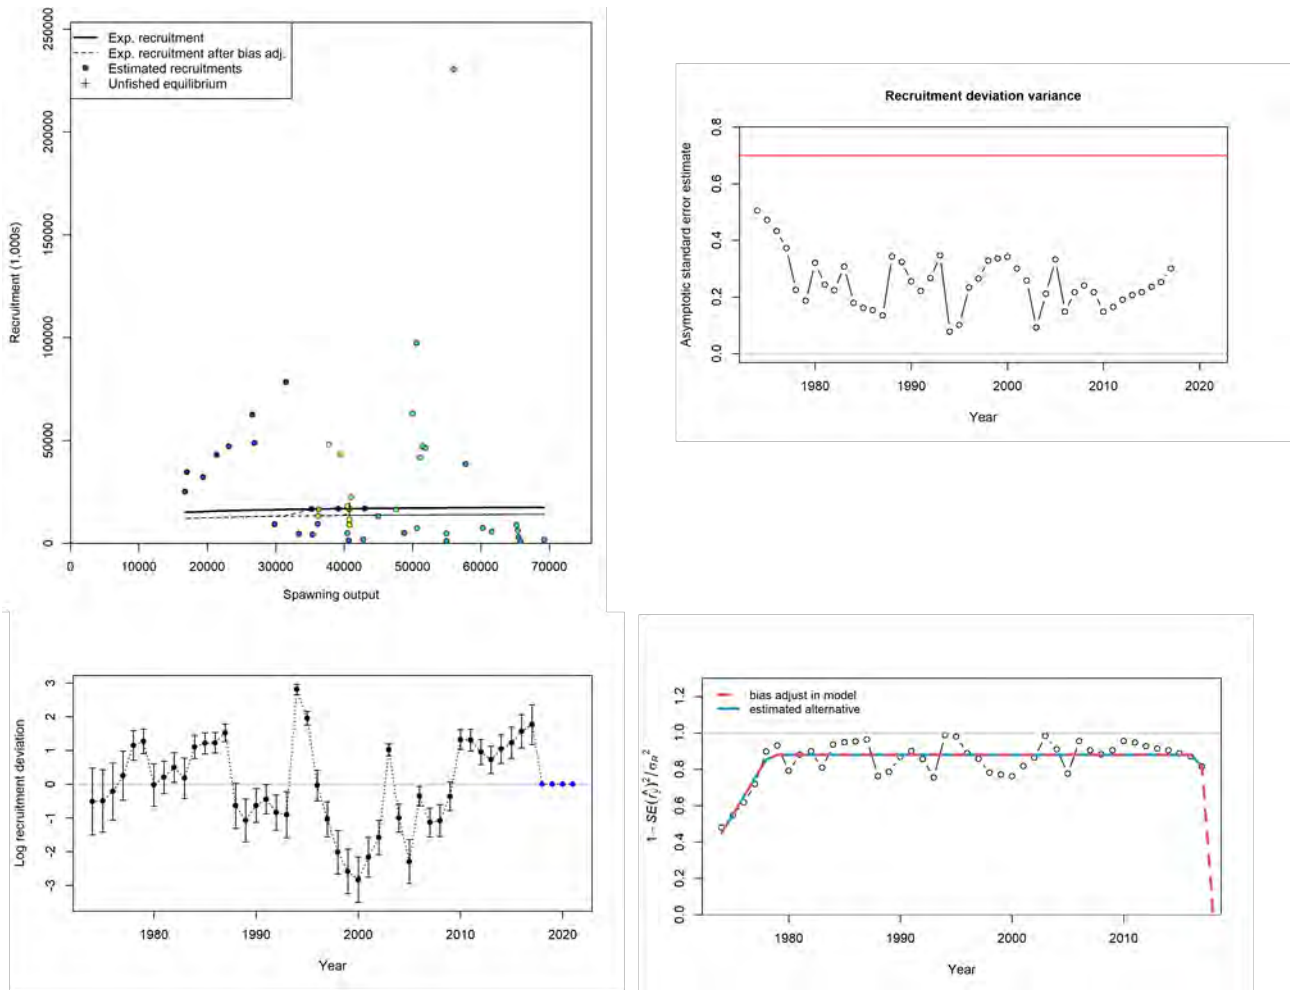 Exp. recruitment
Exp. recruitment after bias adj.
Estimated recruitments
Unfished equilibrium
Recruitment (1,000s)
250000
200000
150000
100000
50000
0
0 10000 20000 30000 40000 50000 60000 70000
Spawning output
Recruitment deviation variance
Asymptotic standard error estimate
0.8
0.6
0.4
0.2
0.0
1980 1990 2000 2010 2020
Year
Log recruitment deviation
3
2
1
0
-1
-2
-3
1980 1990 2000 2010 2020
Year
bias adjust in model
estimated alternative
1 − SE(r̂y)²/σR²
1.2
1.0
0.8
0.6
0.4
0.2
0.0
1980 1990 2000 2010
Year